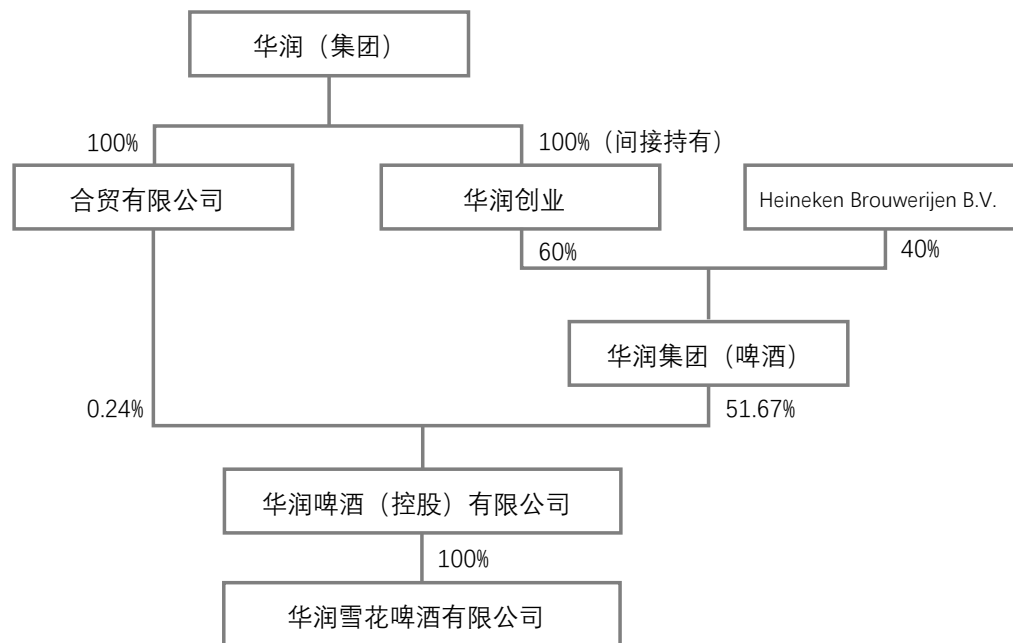 华润（集团）
100%
100%（间接持有）
合贸有限公司
华润创业
Heineken Brouwerijen B.V.
60%
40%
华润集团（啤酒）
0.24%
51.67%
华润啤酒（控股）有限公司
100%
华润雪花啤酒有限公司